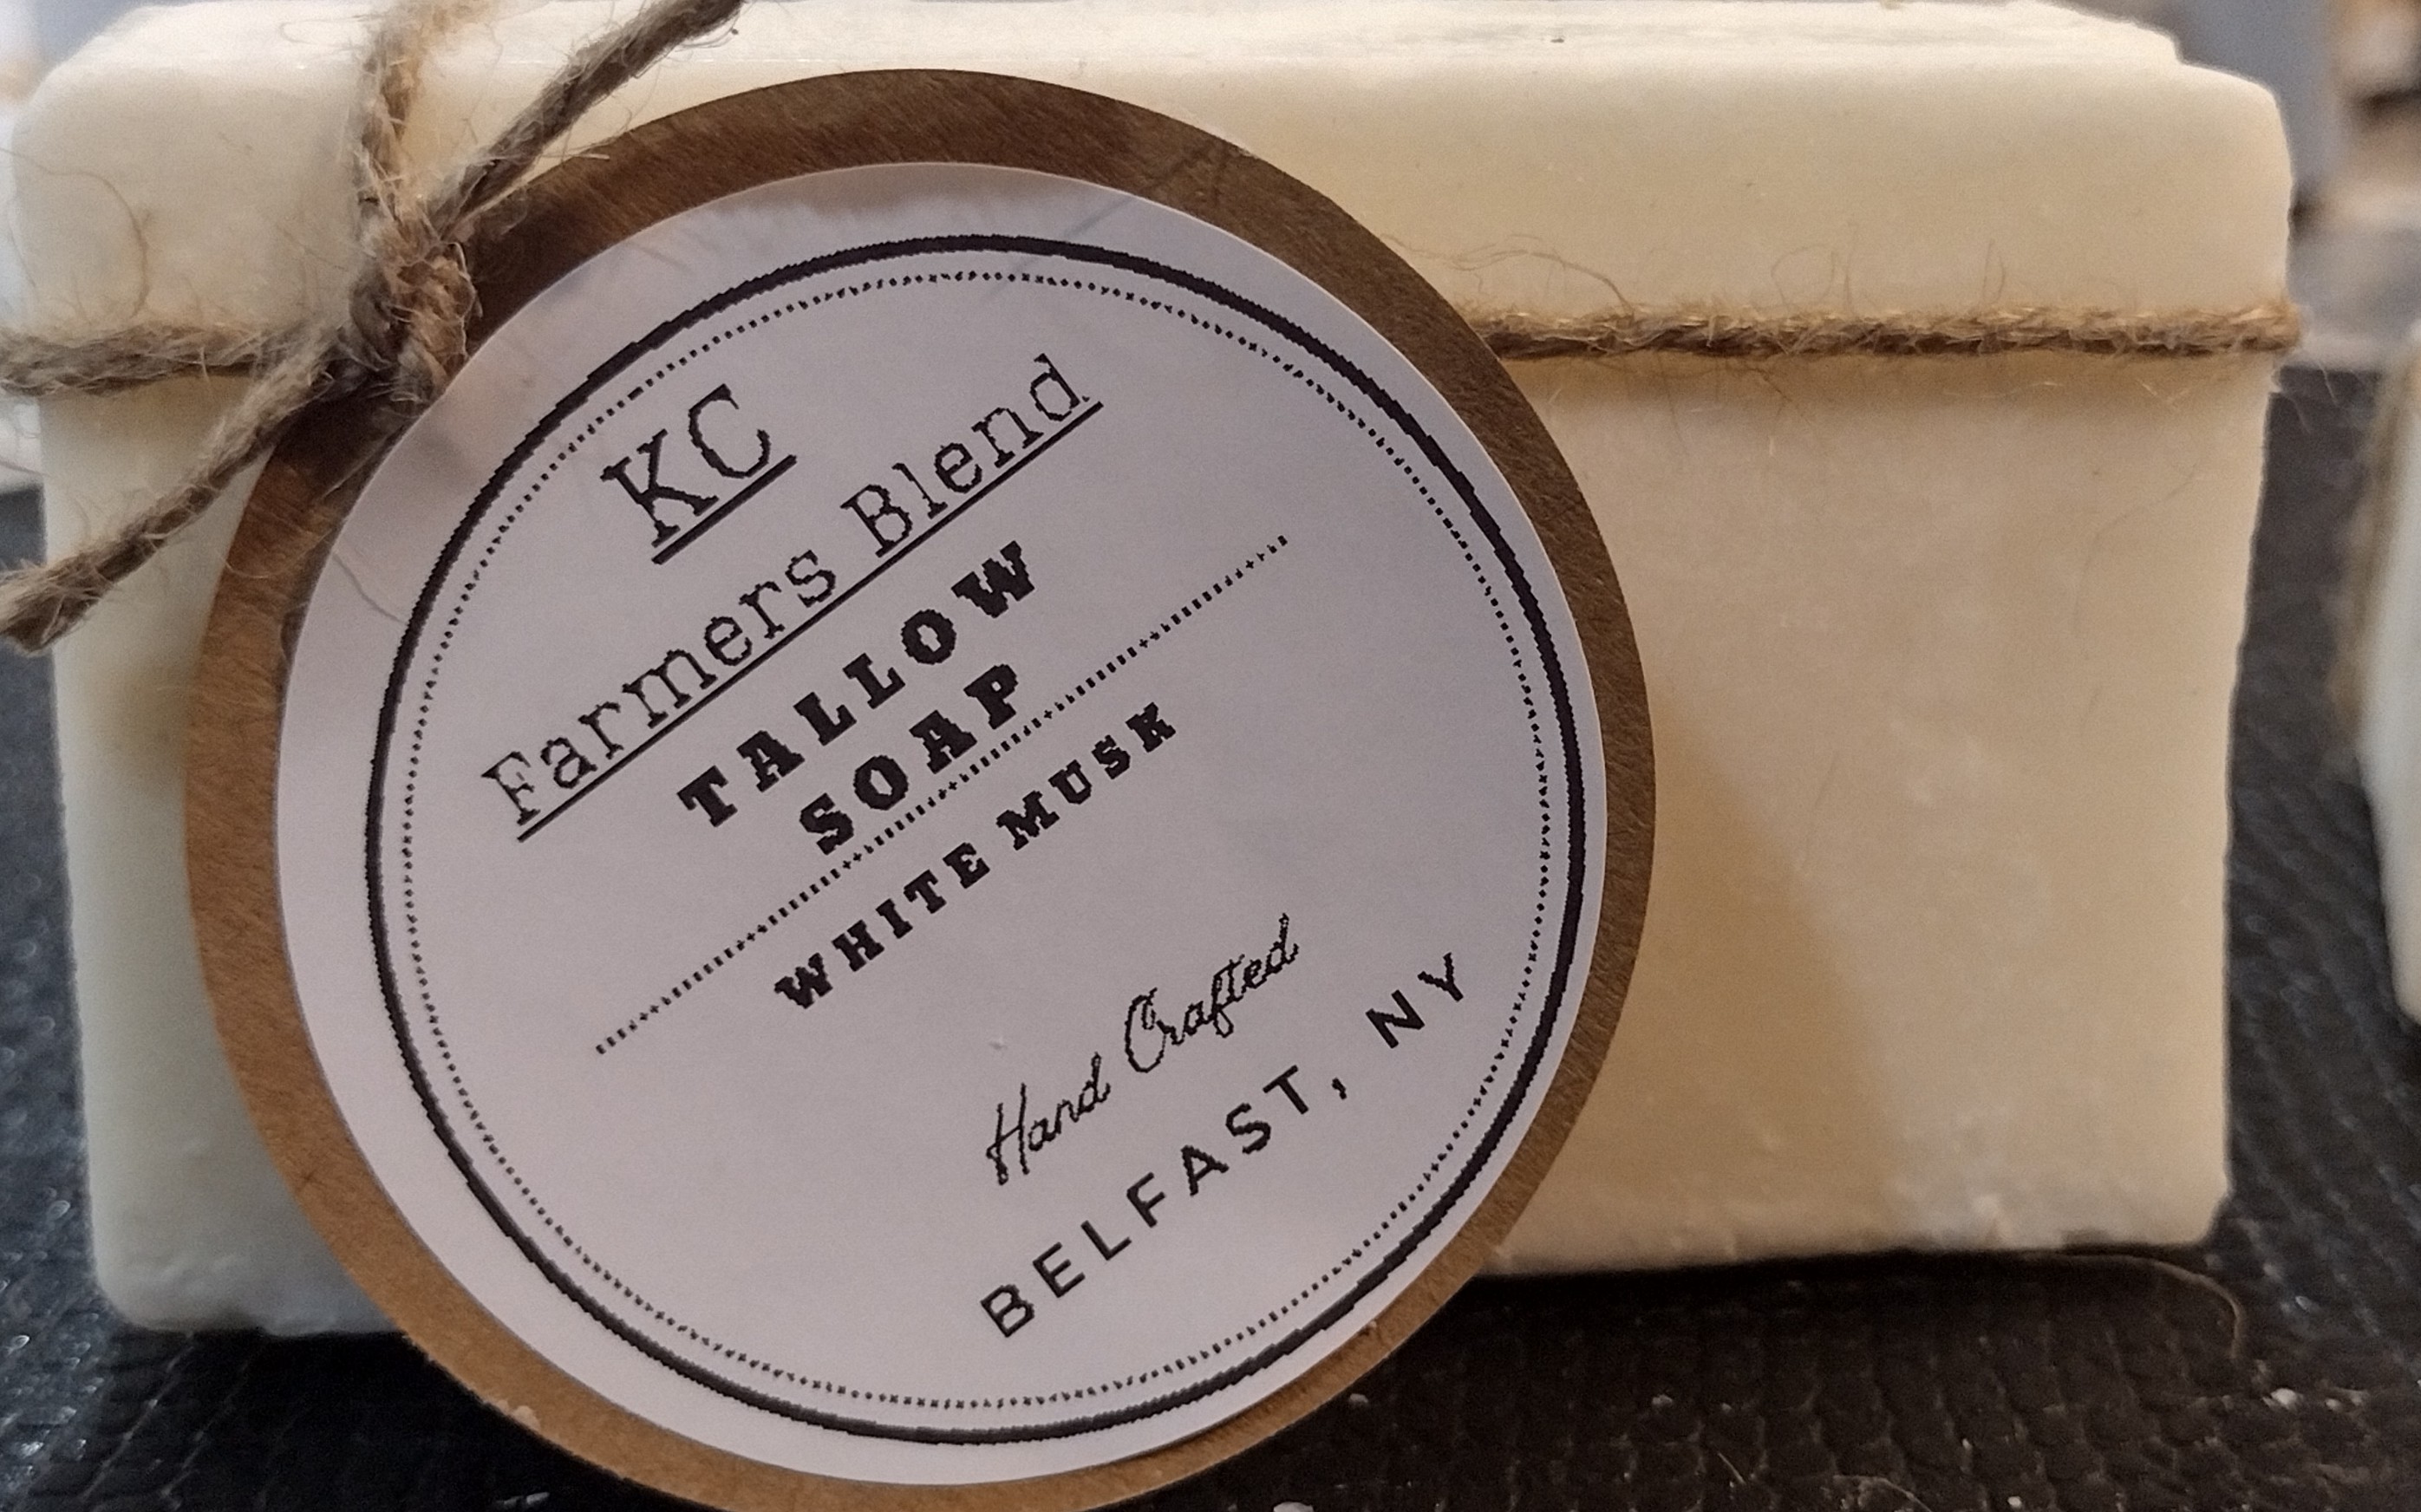 KC
Farmers Blend
TALLOW
SOAP
WHITE MUSK
Hand Crafted
BELFAST, NY